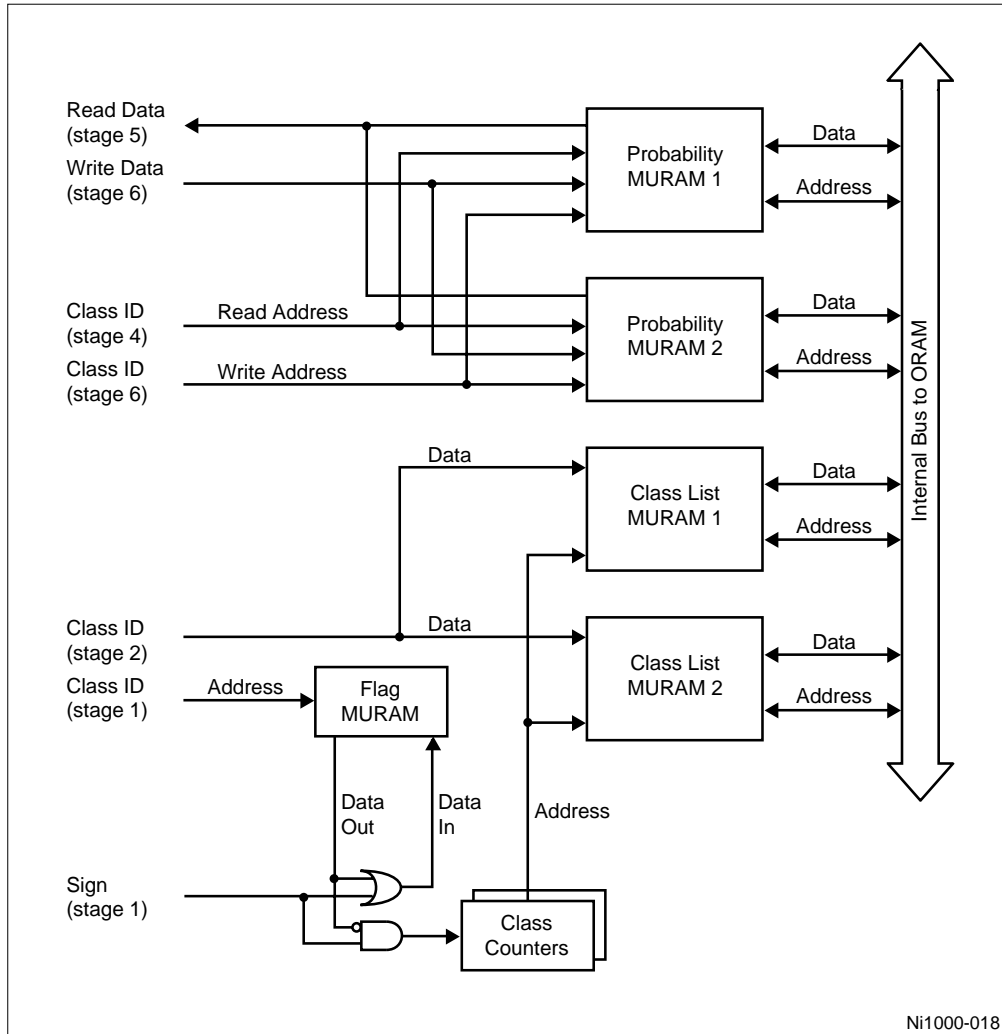 Read Data
(stage 5)
Write Data
(stage 6)
Probability
MURAM 1
Data
Address
Class ID
(stage 4)
Read Address
Class ID
(stage 6)
Write Address
Probability
MURAM 2
Data
Address
Internal Bus to ORAM
Data
Class List
MURAM 1
Data
Address
Class ID
(stage 2)
Data
Class List
MURAM 2
Data
Address
Class ID
(stage 1)
Address
Flag
MURAM
Data
Out
Data
In
Address
Sign
(stage 1)
Class
Counters
Ni1000-018